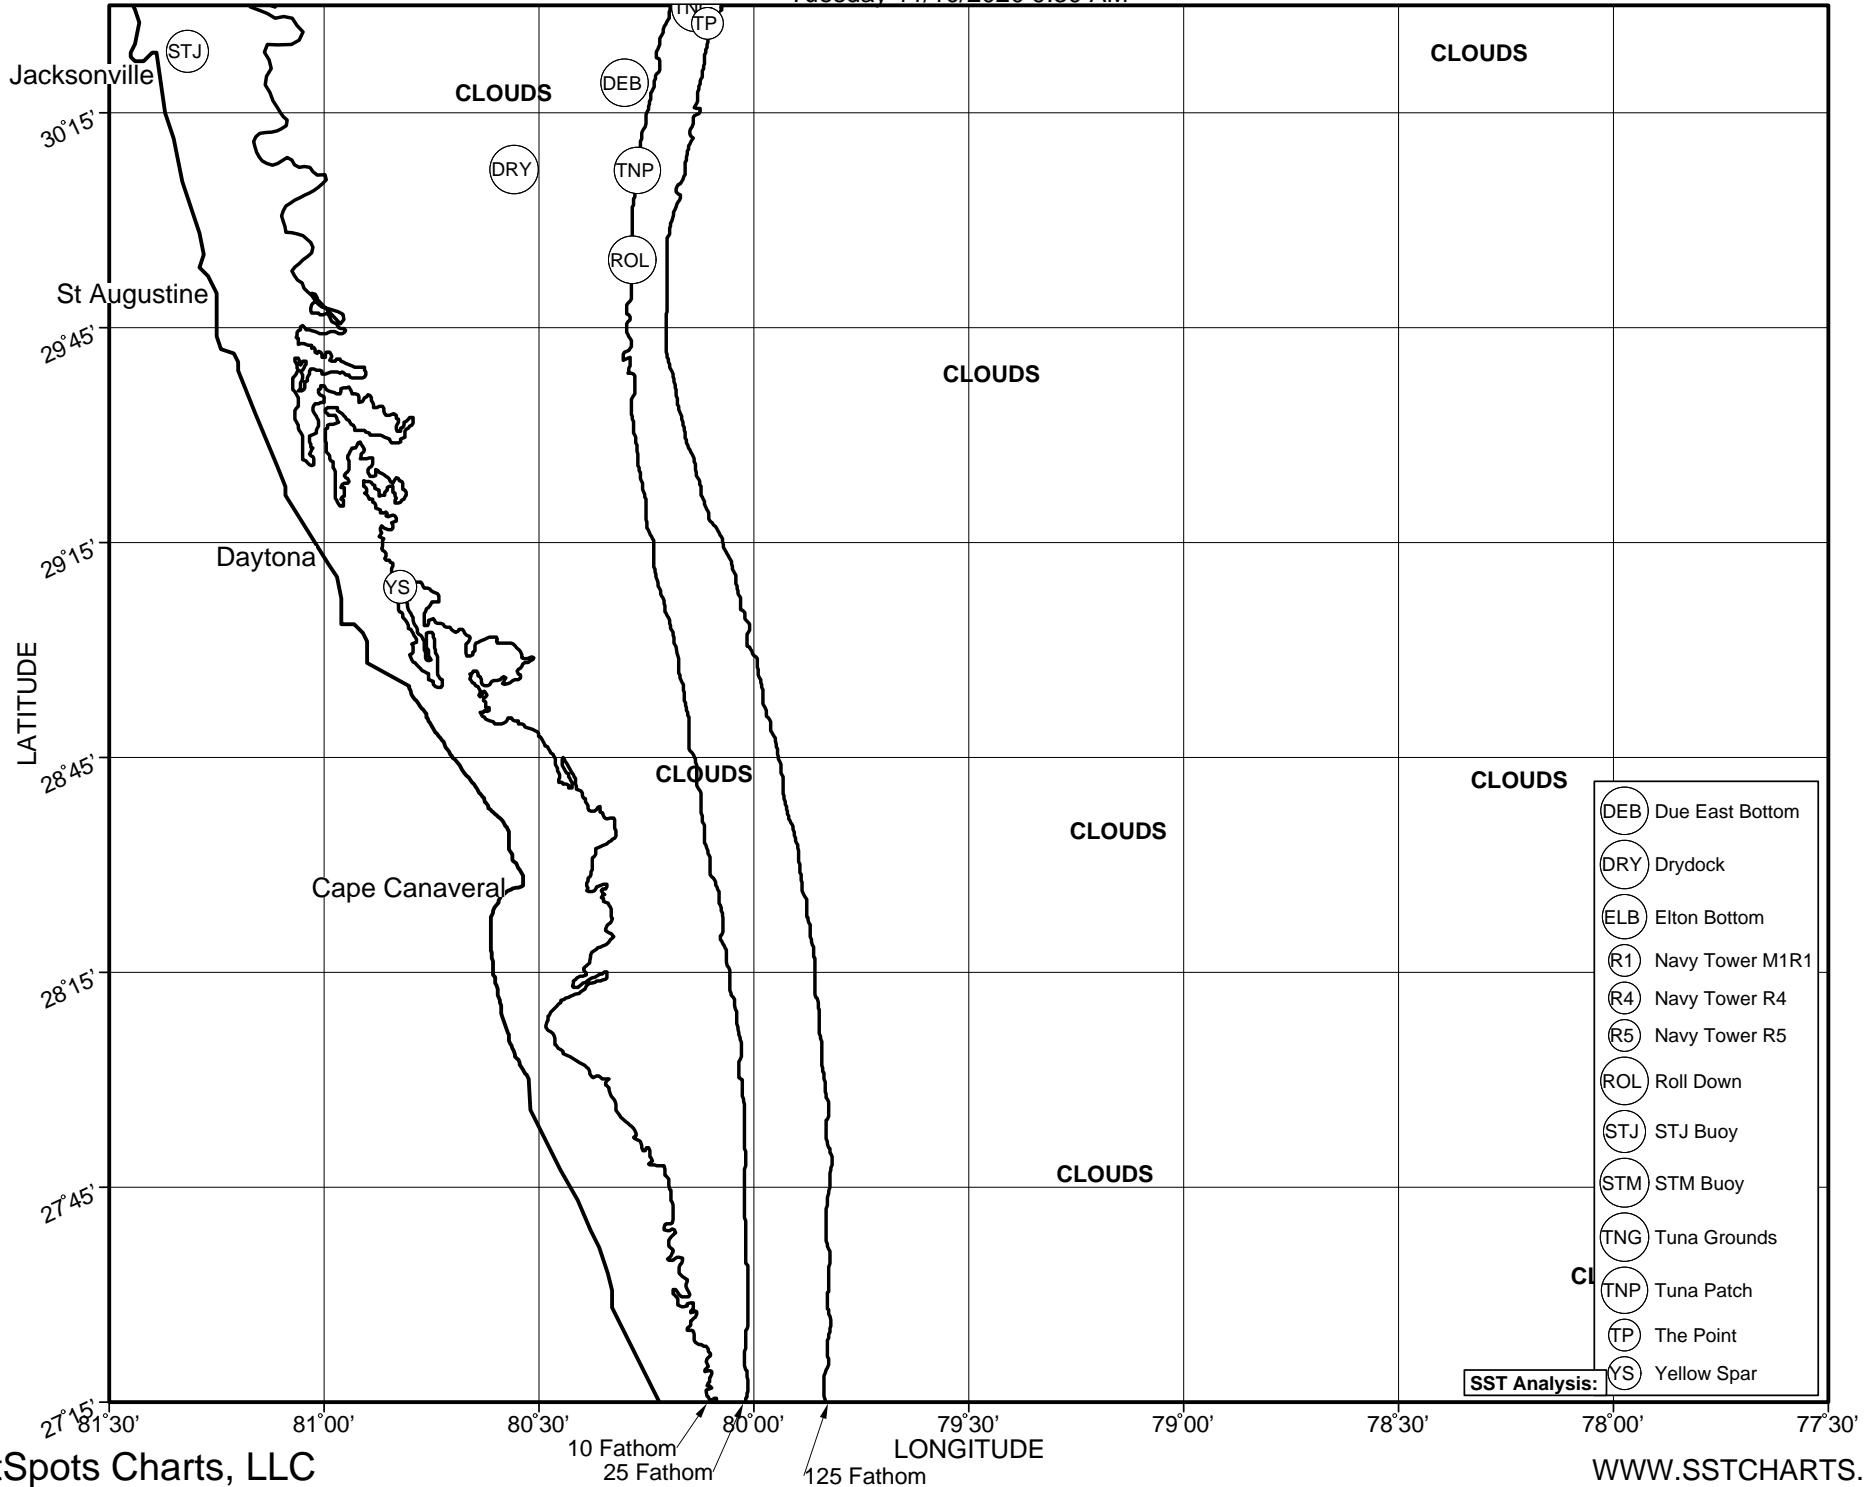 TP
STJ
CLOUDS
Jacksonville
DEB
CLOUDS
30°15'
DRY
TNP
ROL
St Augustine
29°45'
CLOUDS
29°15'
Daytona
YS
LATITUDE
28°45'
CLOUDS
CLOUDS
CLOUDS
Cape Canaveral
28°15'
CLOUDS
27°45'
DEB Due East Bottom
DRY Drydock
ELB Elton Bottom
R1 Navy Tower M1R1
R4 Navy Tower R4
R5 Navy Tower R5
ROL Roll Down
STJ STJ Buoy
STM STM Buoy
TNG Tuna Grounds
TNP Tuna Patch
TP The Point
YS Yellow Spar
SST Analysis:
27°15'
81°30' 81°00' 80°30' 80°00' 79°30' 79°00' 78°30' 78°00' 77°30'
10 Fathom
25 Fathom
125 Fathom
LONGITUDE
Spots Charts, LLC
WWW.SSTCHARTS.